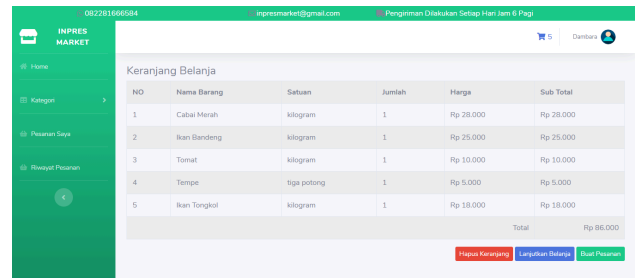 082281666584 inpresmarket@gmail.com Pengiriman Dilakukan Setiap Hari Jam 6 Pagi
INPRES MARKET
5 Dambara
Home
Kategori
Pesanan Saya
Riwayat Pesanan
Keranjang Belanja
NO Nama Barang Satuan Jumlah Harga Sub Total
1 Cabai Merah kilogram 1 Rp 28.000 Rp 28.000
2 Ikan Bandeng kilogram 1 Rp 25.000 Rp 25.000
3 Tomat kilogram 1 Rp 10.000 Rp 10.000
4 Tempe tiga potong 1 Rp 5.000 Rp 5.000
5 Ikan Tongkol kilogram 1 Rp 18.000 Rp 18.000
Total Rp 86.000
Hapus Keranjang Lanjutkan Belanja Buat Pesanan